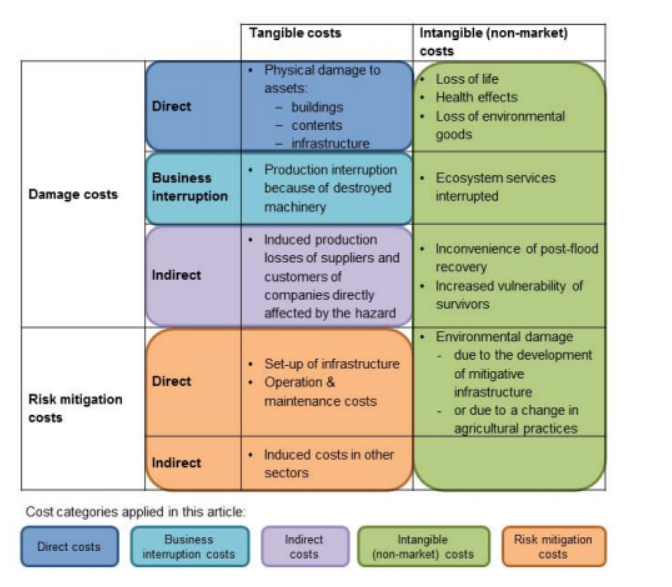 Tangible costs
Intangible (non-market)
costs
Damage costs
Direct
• Physical damage to
assets:
– buildings
– contents
– infrastructure
• Loss of life
• Health effects
• Loss of environmental
goods
Business
interruption
• Production interruption
because of destroyed
machinery
• Ecosystem services
interrupted
Indirect
• Induced production
losses of suppliers and
customers of
companies directly
affected by the hazard
• Inconvenience of post-flood
recovery
• Increased vulnerability of
survivors
Risk mitigation
costs
Direct
• Set-up of infrastructure
• Operation &
maintenance costs
• Environmental damage
- due to the development
of mitigative
infrastructure
- or due to a change in
agricultural practices
Indirect
• Induced costs in other
sectors
Cost categories applied in this article:
Direct costs
Business
interruption costs
Indirect
costs
Intangible
(non-market) costs
Risk mitigation
costs